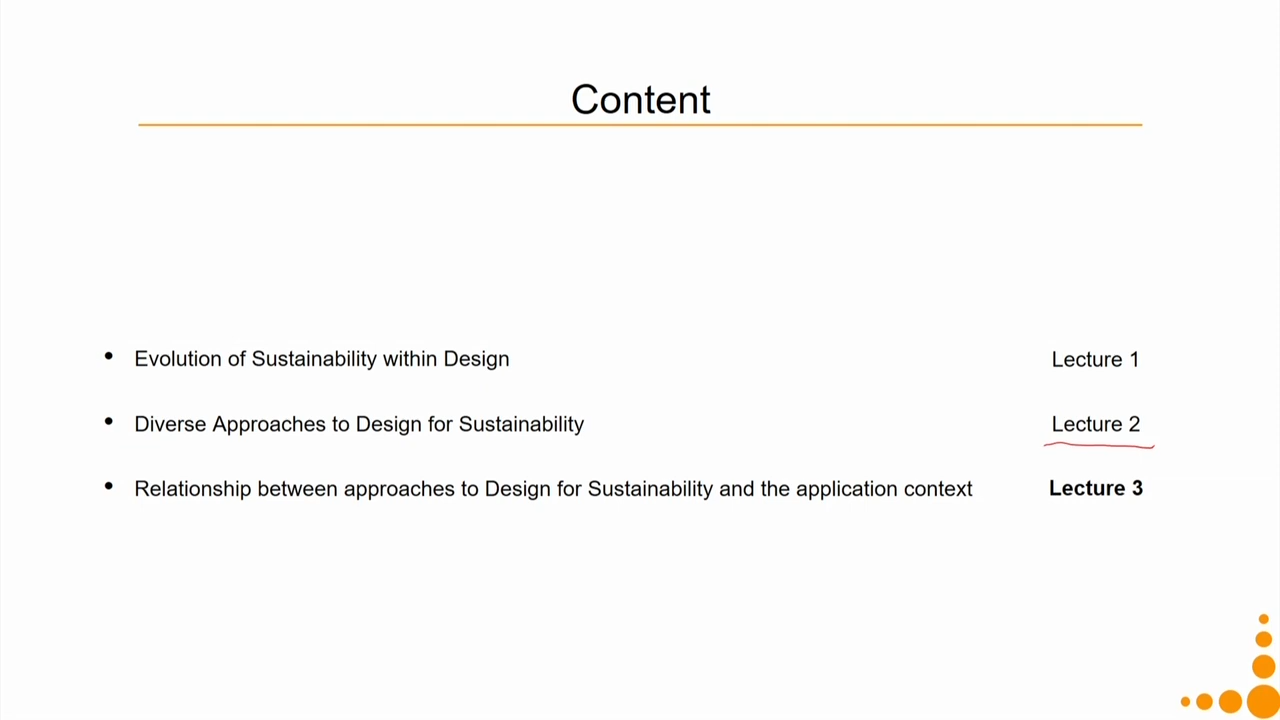 Content
• Evolution of Sustainability within Design Lecture 1
• Diverse Approaches to Design for Sustainability Lecture 2
• Relationship between approaches to Design for Sustainability and the application context Lecture 3